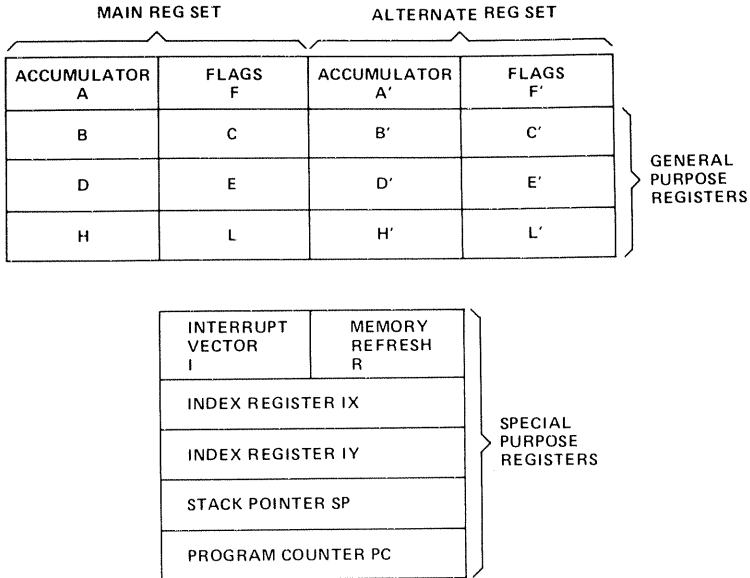 MAIN REG SET
ALTERNATE REG SET
ACCUMULATOR
A
FLAGS
F
ACCUMULATOR
A'
FLAGS
F'
B
C
B'
C'
D
E
D'
E'
H
L
H'
L'
GENERAL
PURPOSE
REGISTERS
INTERRUPT
VECTOR
I
MEMORY
REFRESH
R
INDEX REGISTER IX
INDEX REGISTER IY
STACK POINTER SP
PROGRAM COUNTER PC
SPECIAL
PURPOSE
REGISTERS